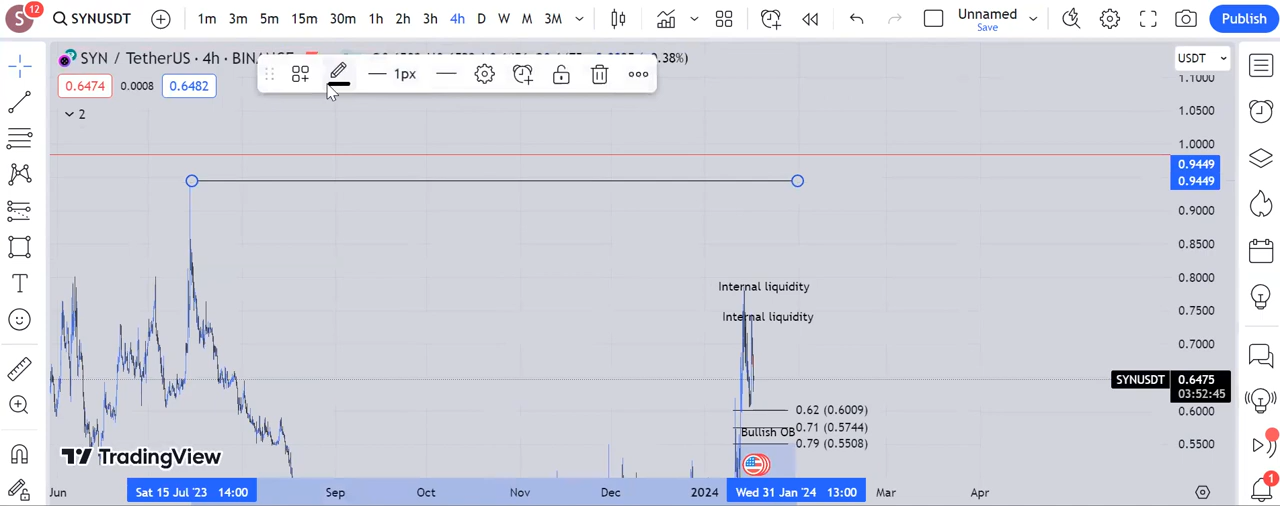 S 12 SYNUSDT 1m 3m 5m 15m 30m 1h 2h 3h 4h D W M 3M Unnamed Save Publish
SYN / TetherUS · 4h · 0.38%)
1px
USDT
0.6474 0.0008 0.6482
2
1.1000
1.0500
1.0000
0.9449
0.9449
0.9000
0.8500
0.8000
Internal liquidity
0.7500
Internal liquidity
0.7000
SYNUSDT 0.6475
03:52:45
0.62 (0.6009)
0.6000
0.71 (0.5744)
Bullish OB
0.79 (0.5508)
0.5500
TradingView
Jun Sat 15 Jul '23 14:00 Sep Oct Nov Dec 2024 Wed 31 Jan '24 13:00 Mar Apr
1